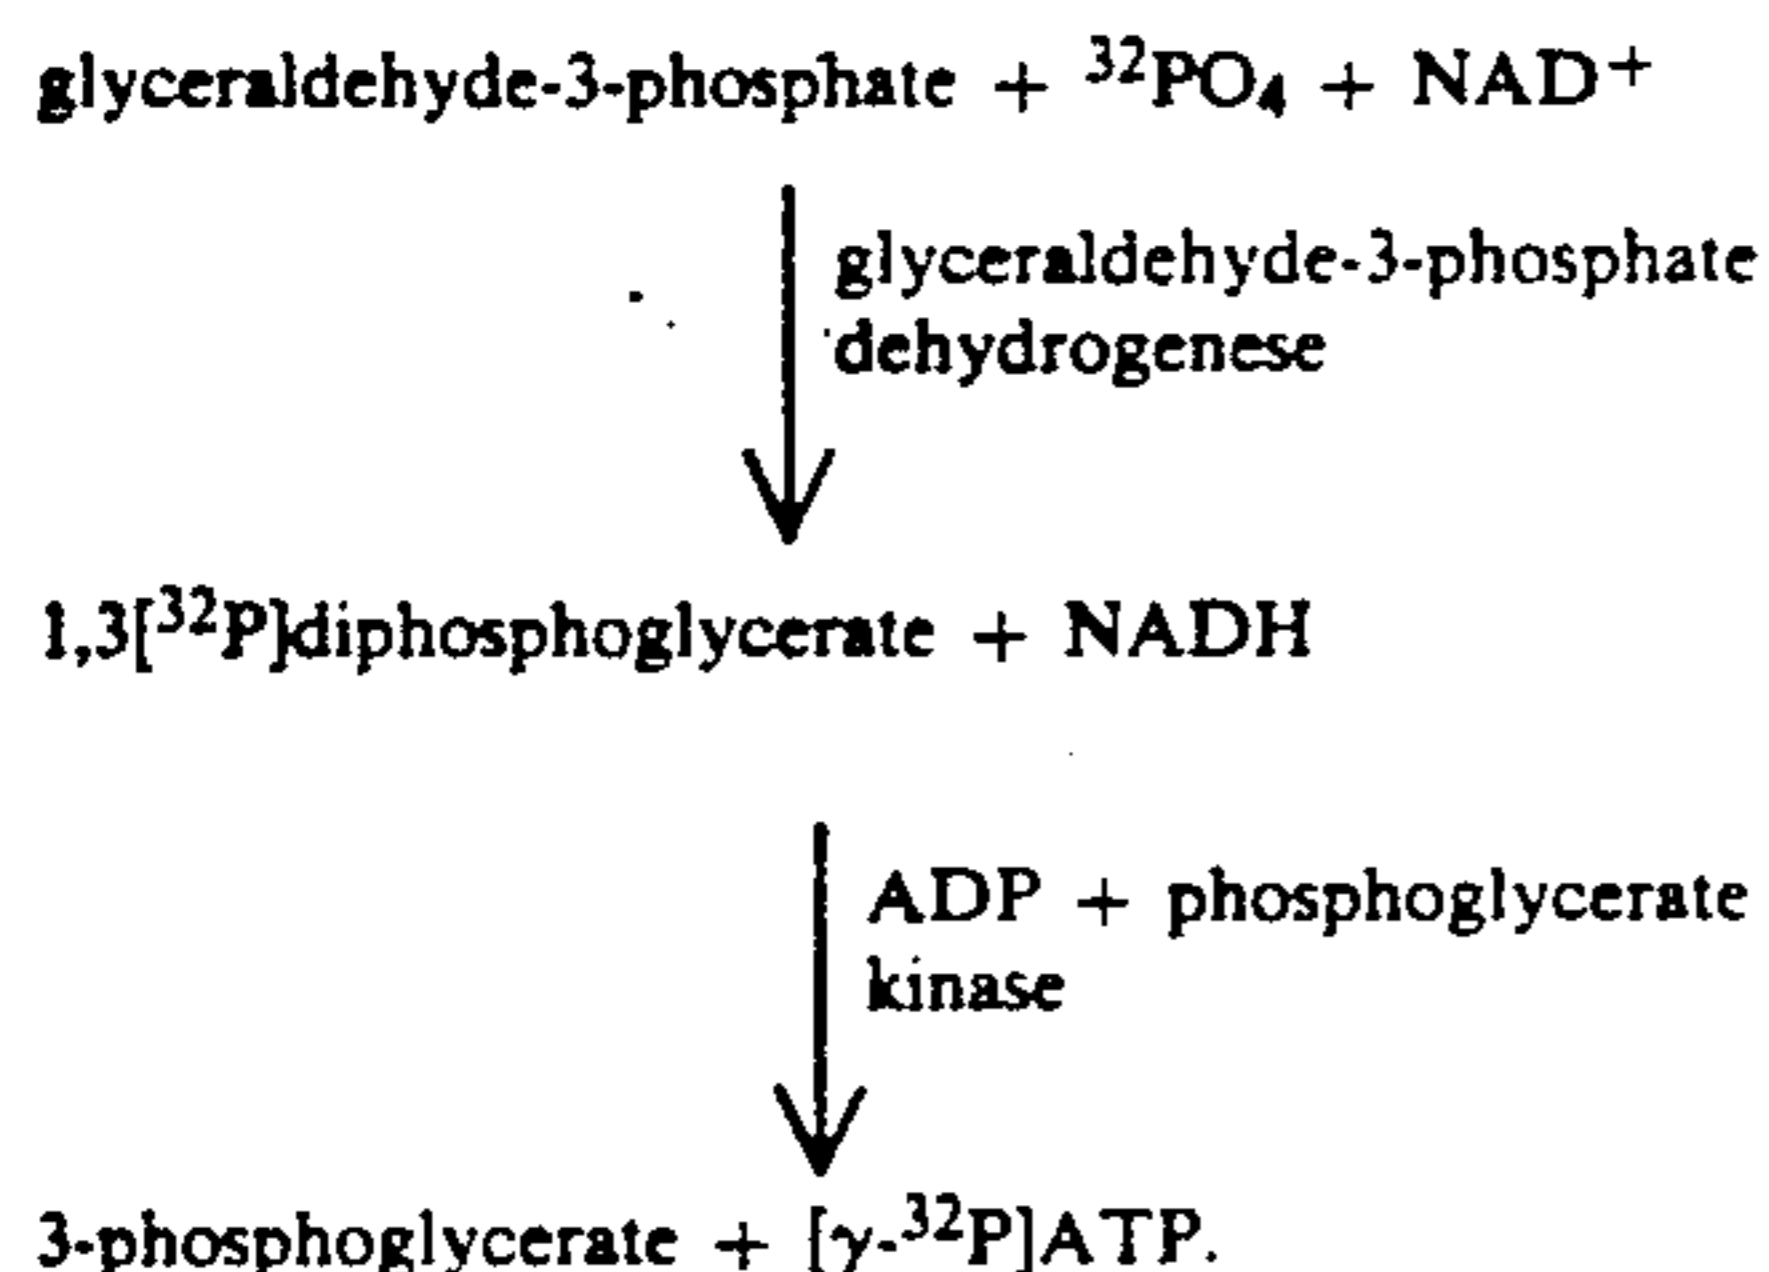 glyceraldehyde-3-phosphate + ³²PO₄ + NAD⁺
glyceraldehyde-3-phosphate
dehydrogenese
1,3[³²P]diphosphoglycerate + NADH
ADP + phosphoglycerate
kinase
3-phosphoglycerate + [γ-³²P]ATP.